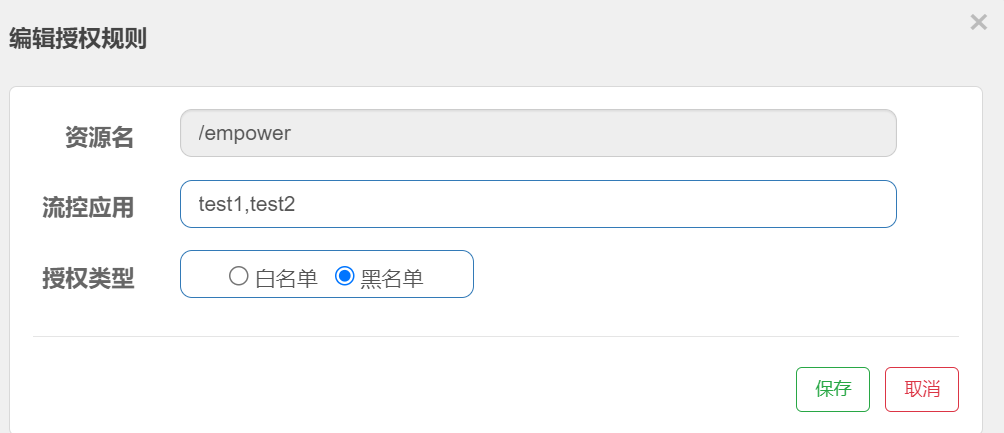 编辑授权规则 ×
资源名 /empower
流控应用 test1,test2
授权类型 白名单 黑名单
保存 取消